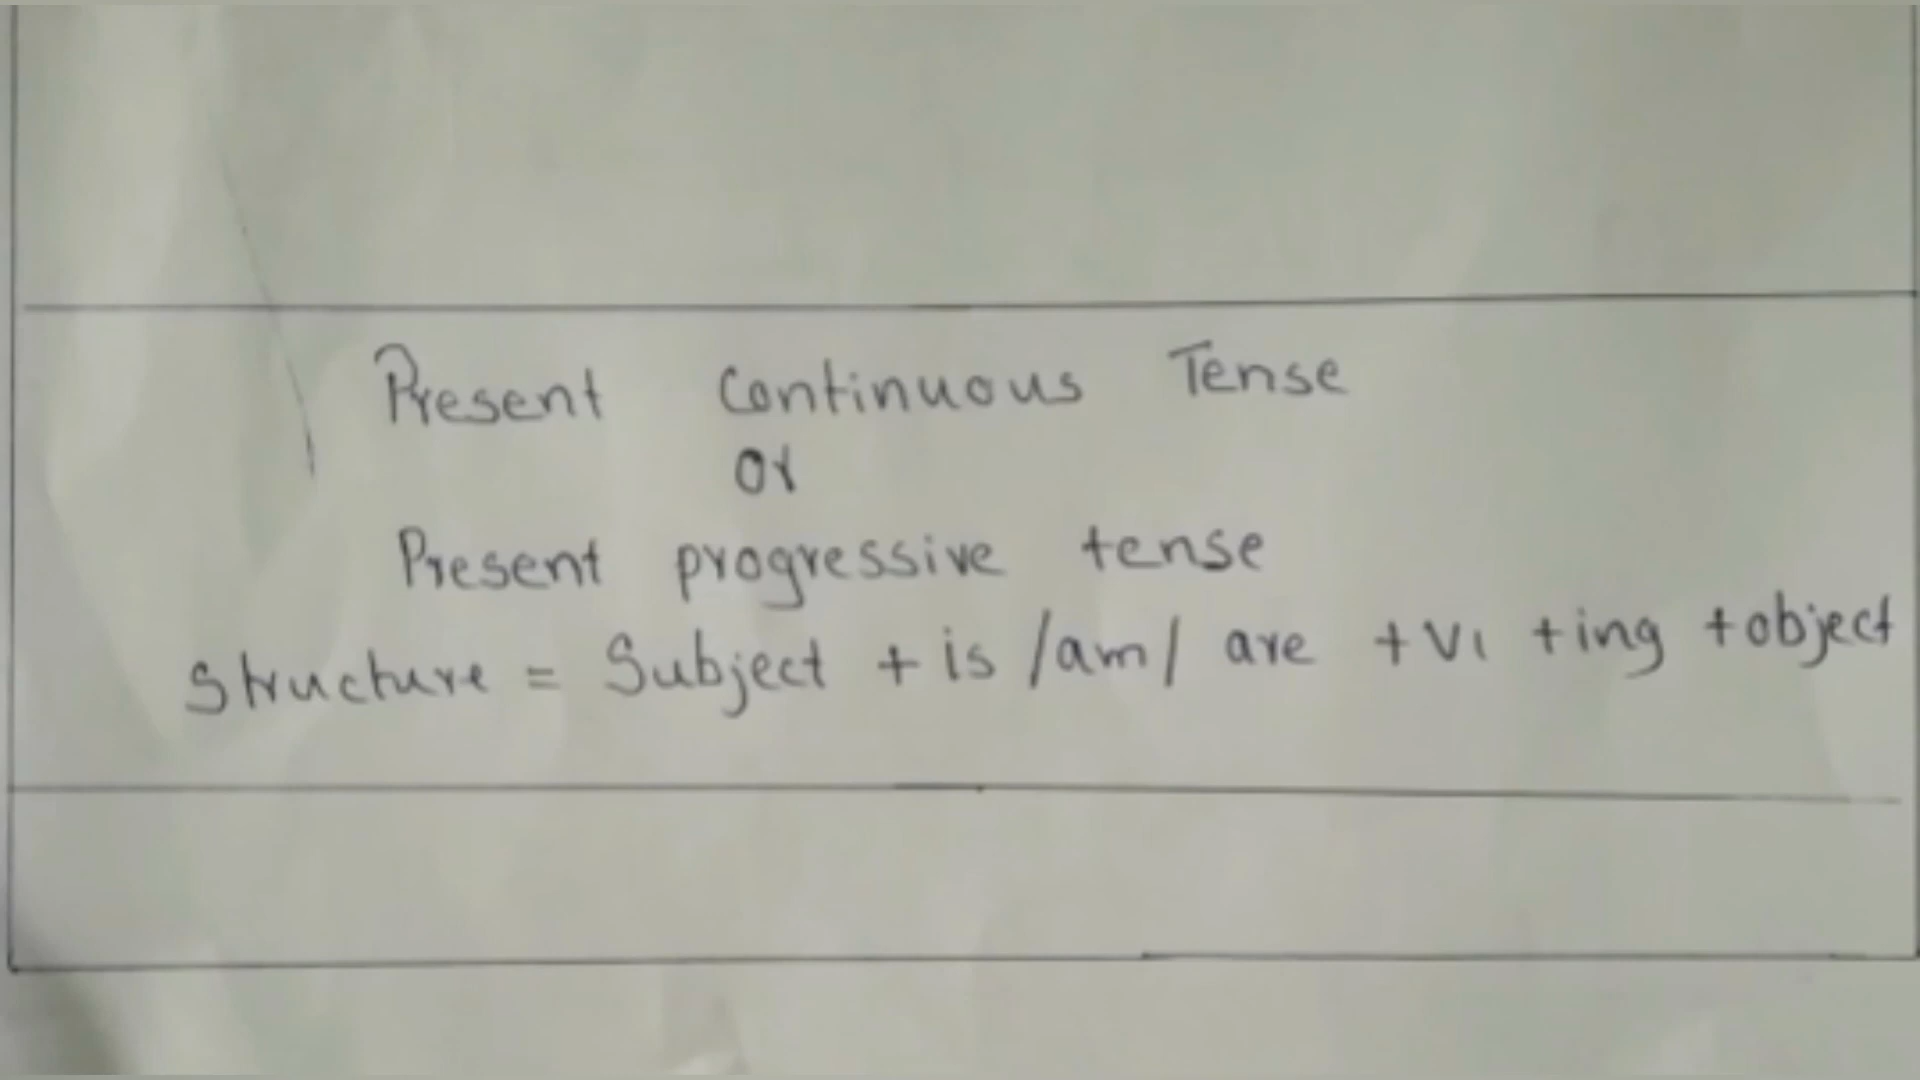 Present Continuous Tense
Or
Present progressive tense
Structure = Subject + is /am/ are + V1 + ing + object